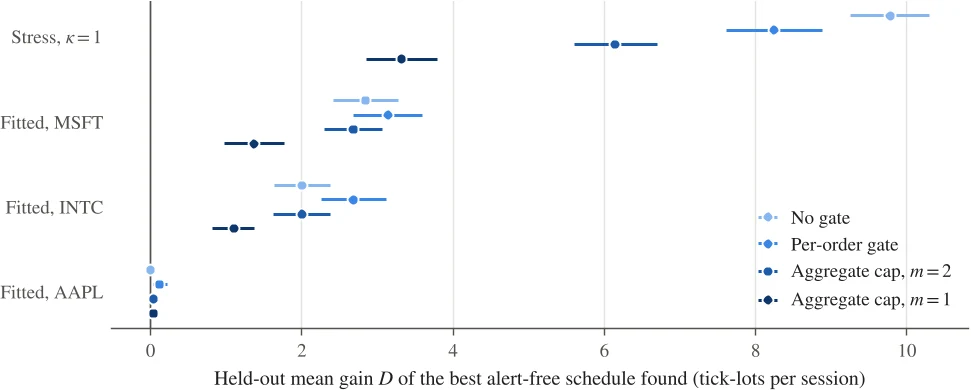 Stress, κ = 1
Fitted, MSFT
Fitted, INTC
Fitted, AAPL
No gate
Per-order gate
Aggregate cap, m = 2
Aggregate cap, m = 1
0 2 4 6 8 10
Held-out mean gain D of the best alert-free schedule found (tick-lots per session)